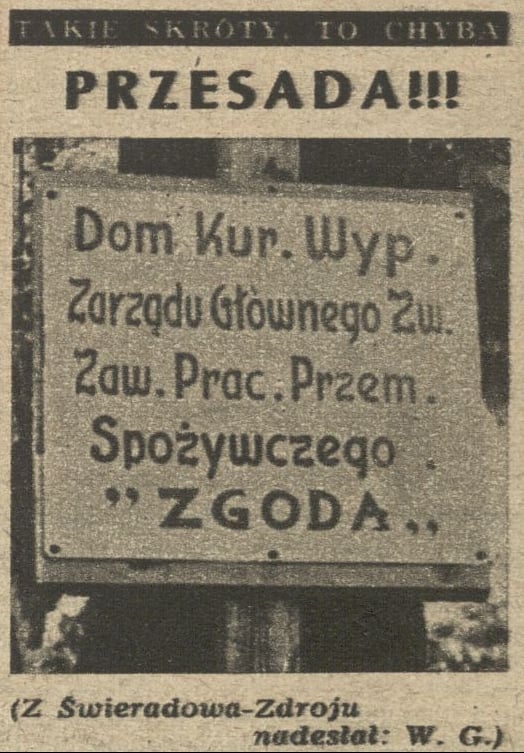 TAKIE SKRÓTY, TO CHYBA
PRZESADA!!!
Dom Kur. Wyp.
Zarządu Głównego Zw.
Zaw. Prac. Przem.
Spożywczego.
"ZGODA„
(Z Świeradowa-Zdroju
nadesłał: W. G.)